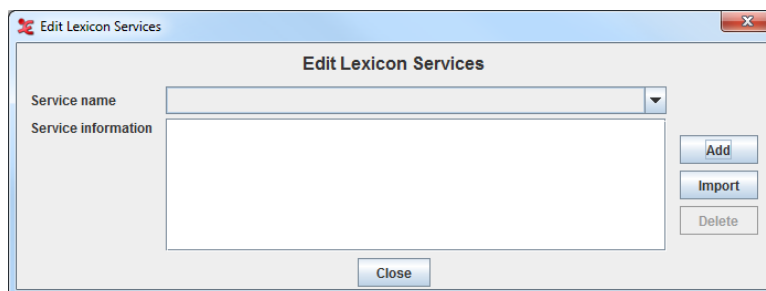 Edit Lexicon Services
Edit Lexicon Services
Service name
Service information
Add
Import
Delete
Close